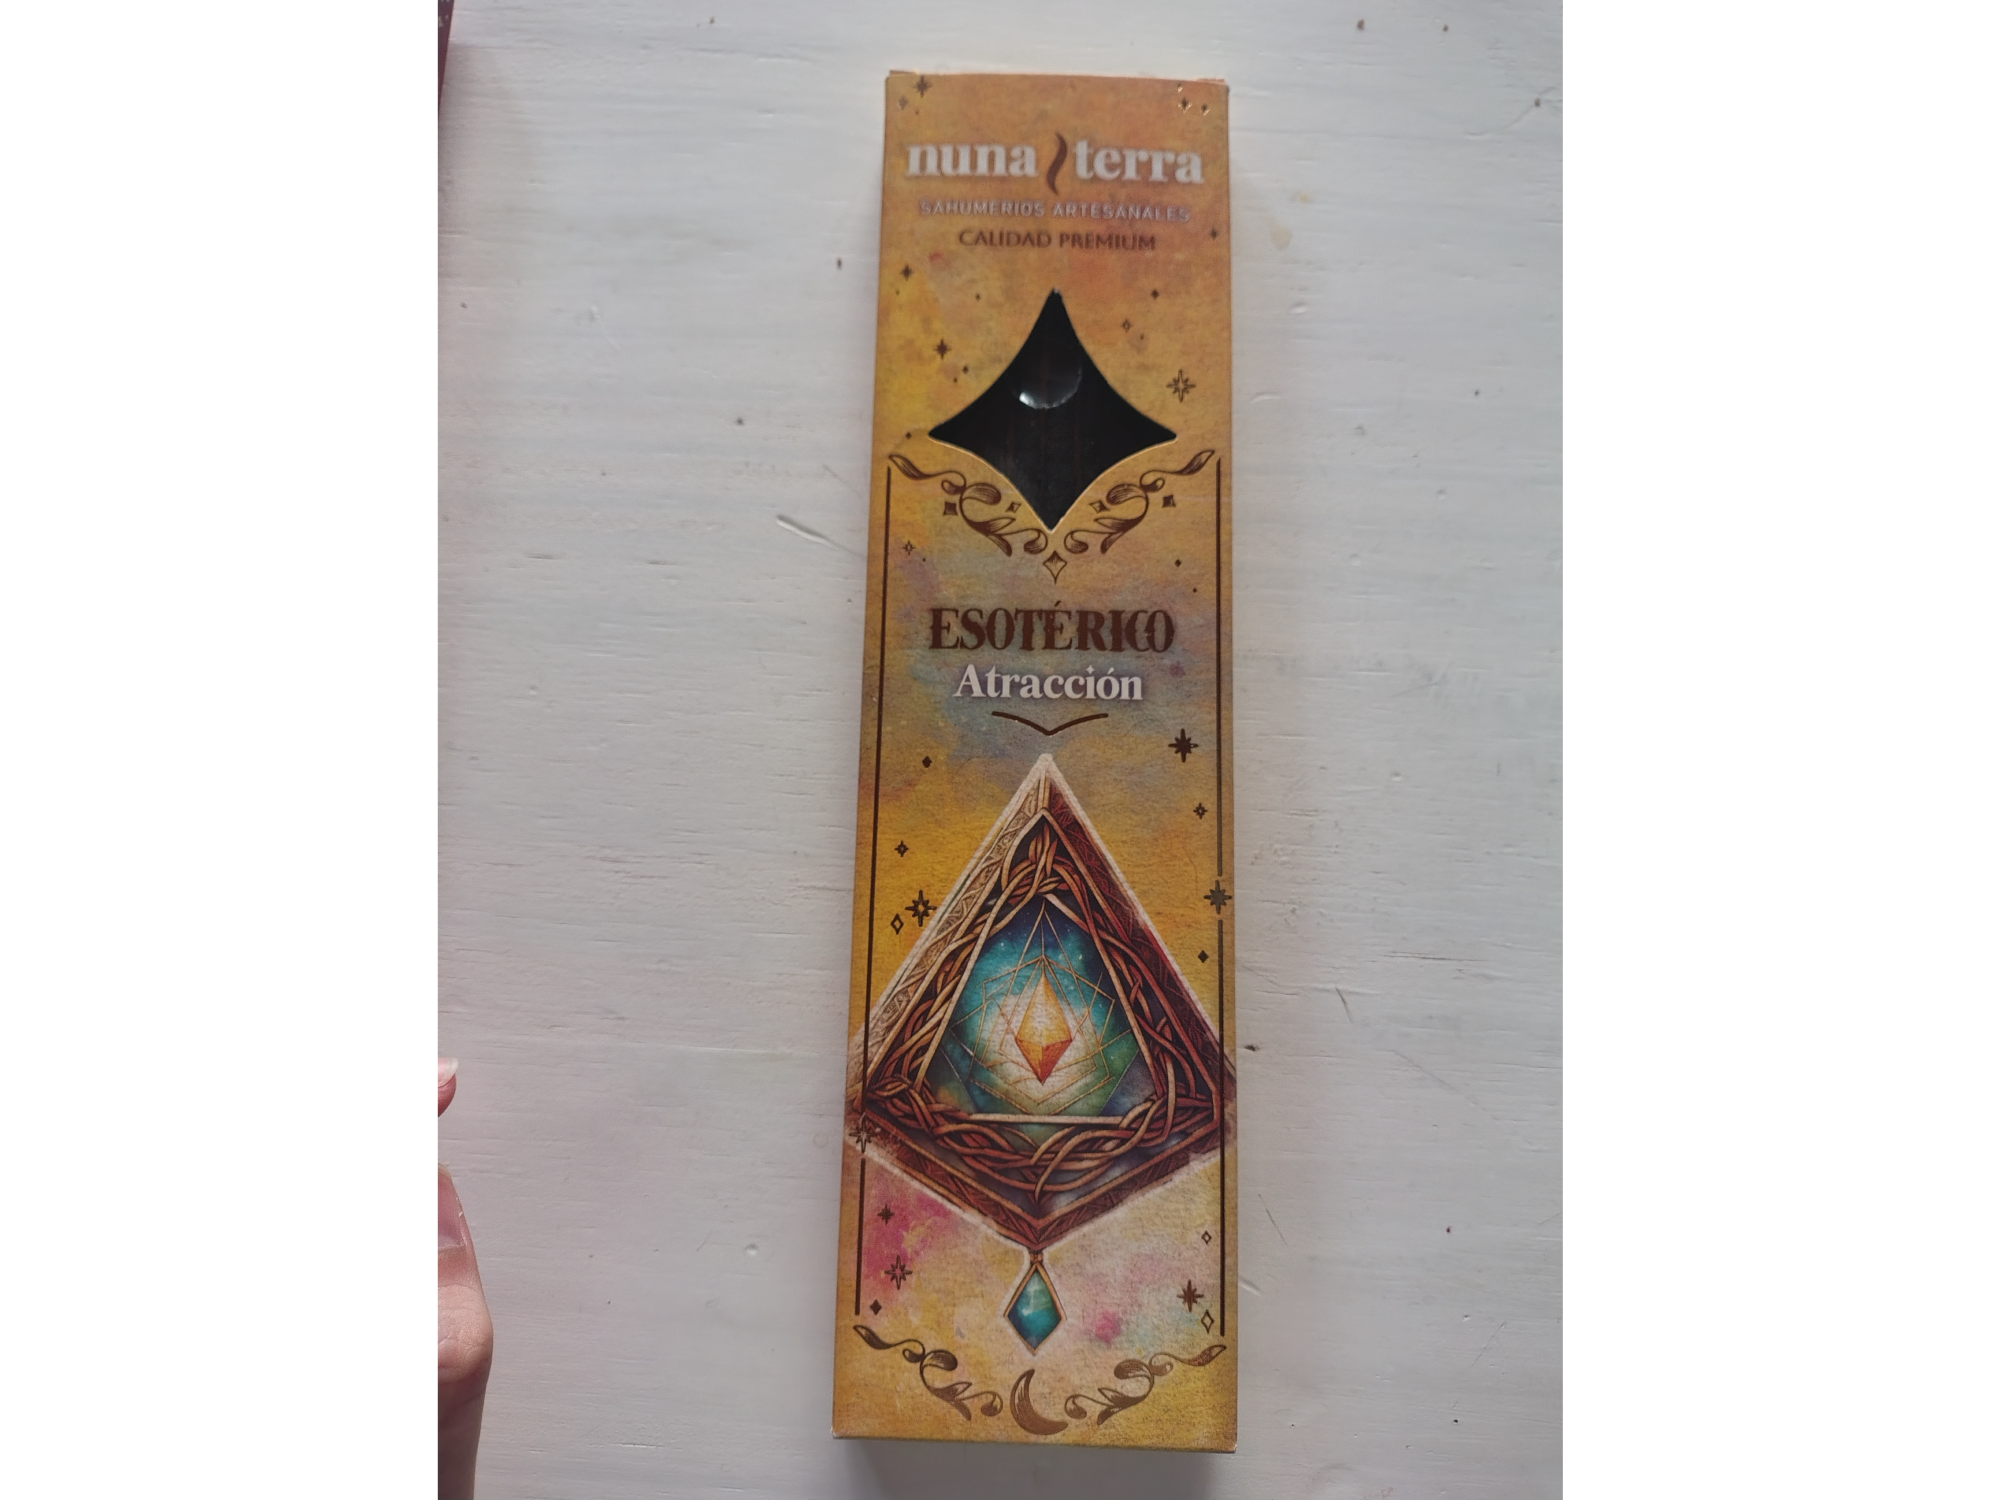 nuna terra
SAHUMERIOS ARTESANALES
CALIDAD PREMIUM
ESOTÉRICO
Atracción